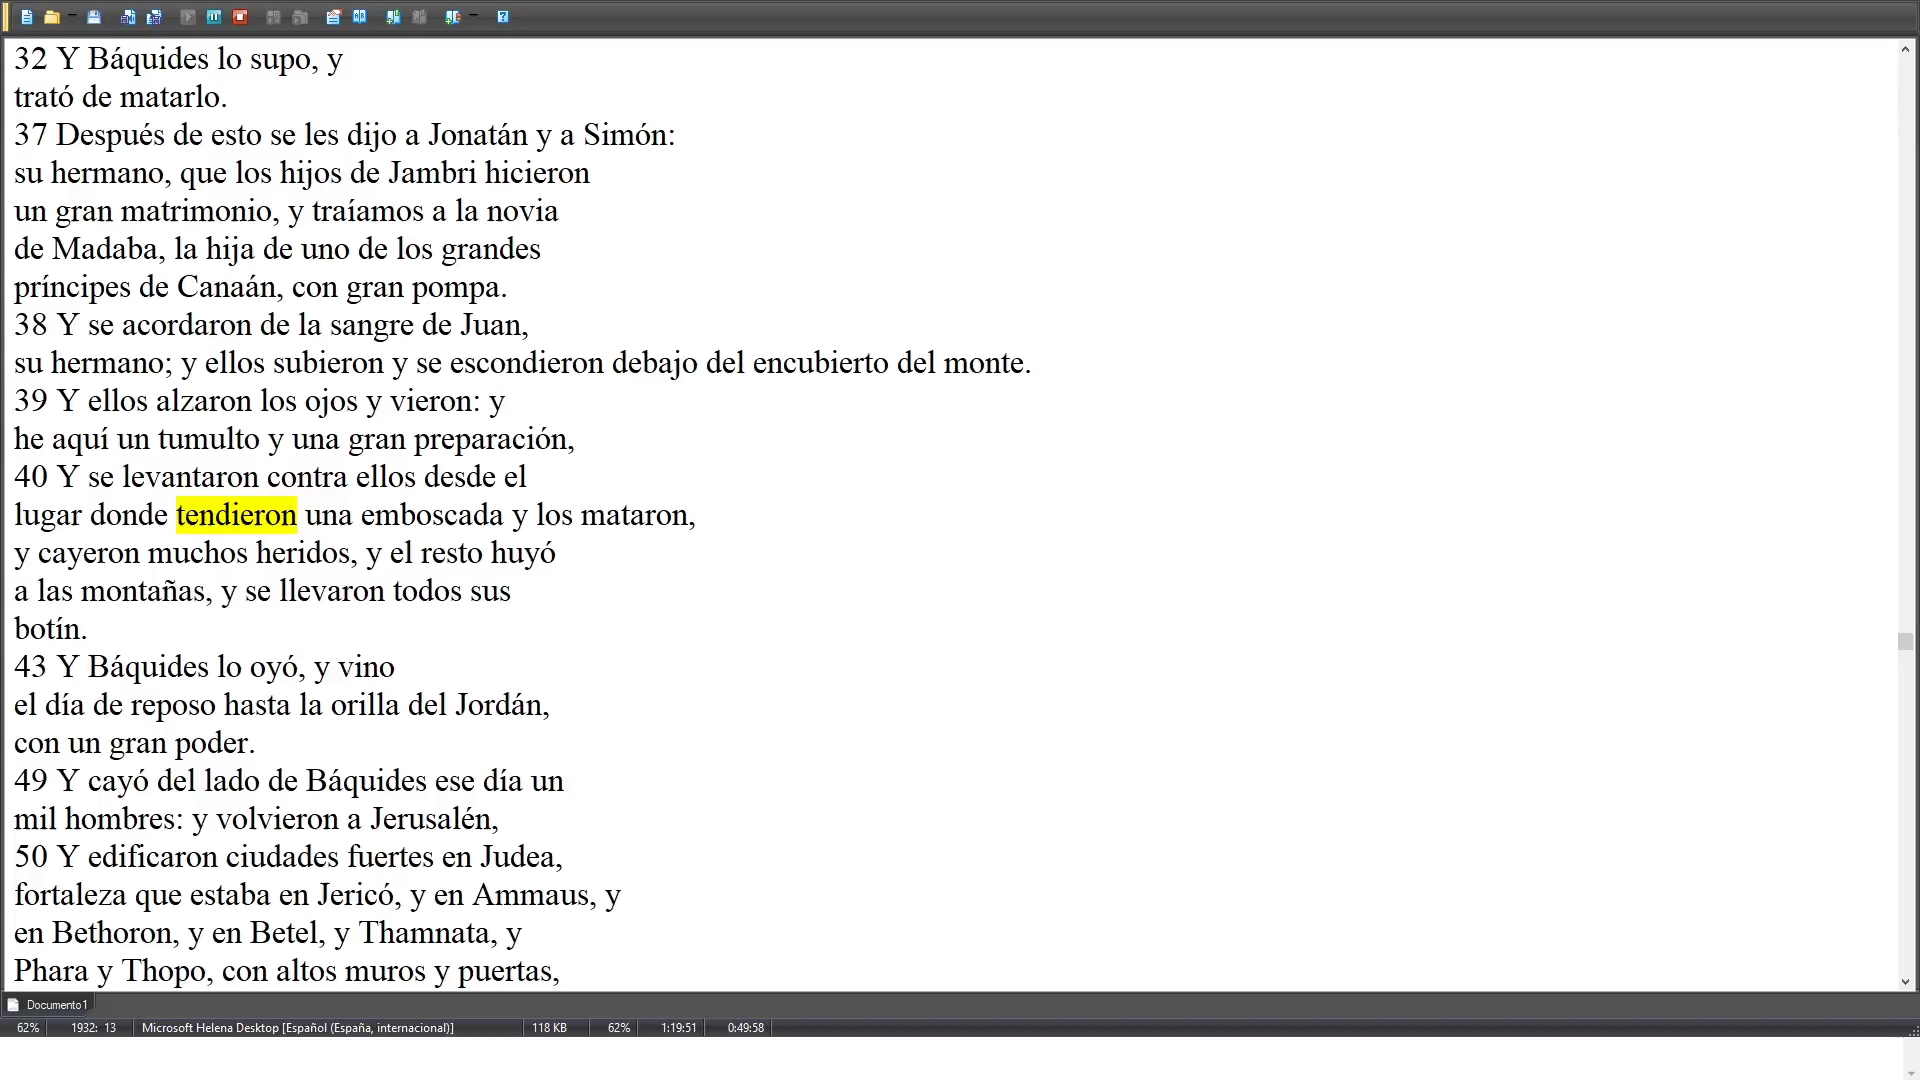 32 Y Báquides lo supo, y
trató de matarlo.
37 Después de esto se les dijo a Jonatán y a Simón:
su hermano, que los hijos de Jambri hicieron
un gran matrimonio, y traíamos a la novia
de Madaba, la hija de uno de los grandes
príncipes de Canaán, con gran pompa.
38 Y se acordaron de la sangre de Juan,
su hermano; y ellos subieron y se escondieron debajo del encubierto del monte.
39 Y ellos alzaron los ojos y vieron: y
he aquí un tumulto y una gran preparación,
40 Y se levantaron contra ellos desde el
lugar donde tendieron una emboscada y los mataron,
y cayeron muchos heridos, y el resto huyó
a las montañas, y se llevaron todos sus
botín.
43 Y Báquides lo oyó, y vino
el día de reposo hasta la orilla del Jordán,
con un gran poder.
49 Y cayó del lado de Báquides ese día un
mil hombres: y volvieron a Jerusalén,
50 Y edificaron ciudades fuertes en Judea,
fortaleza que estaba en Jericó, y en Ammaus, y
en Bethoron, y en Betel, y Thamnata, y
Phara y Thopo, con altos muros y puertas,
Documento1
62% 1932: 13 Microsoft Helena Desktop [Español (España, internacional)] 118 KB 62% 1:19:51 0:49:58